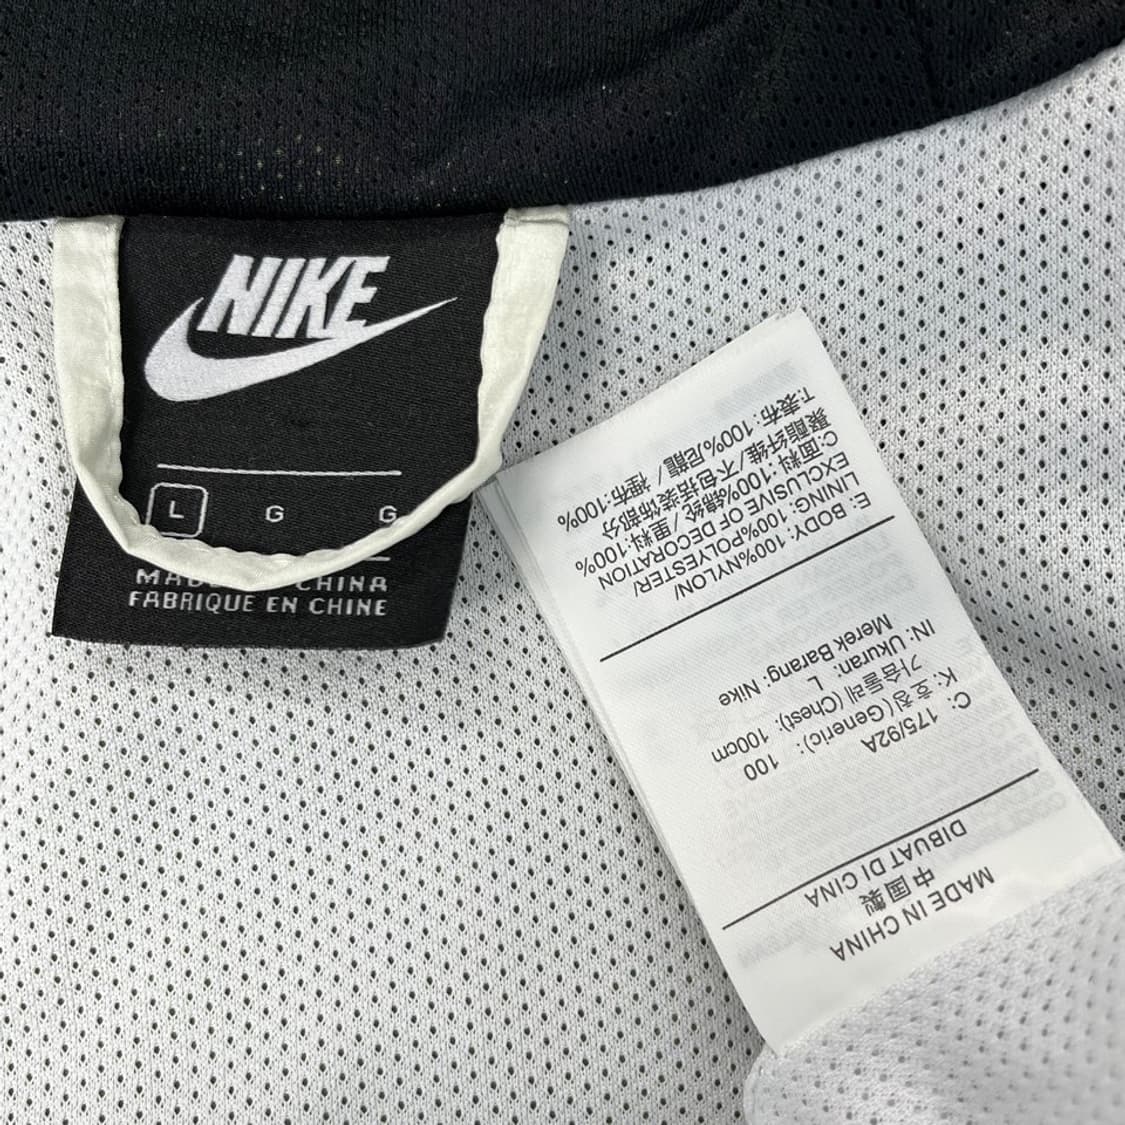 NIKE
L G G
CHINA
FABRIQUE EN CHINE
MADE IN CHINA
中國製
DIBUAT DI CINA
C: 175/92A
K: 호칭(Generic): 100
가슴둘레 (Chest): 100cm
IN: Ukuran: L
Merek Barang: Nike
E: BODY: 100%NYLON/
LINING: 100%POLYESTER/
EXCLUSIVE OF DECORATION
C:面料:100%锦纶 / 里料:100%
聚酯纤维/不包括装饰部分
T:表布:100%尼龍 / 裡布:100%